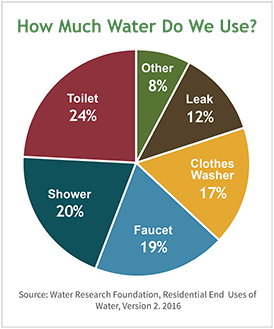 How Much Water Do We Use?
Other
8%
Leak
12%
Clothes
Washer
17%
Faucet
19%
Shower
20%
Toilet
24%
Source: Water Research Foundation, Residential End Uses of
Water, Version 2. 2016